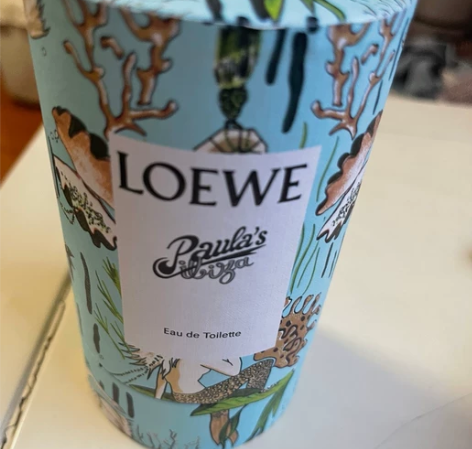 LOEWE
Paula's
ibiza
Eau de Toilette